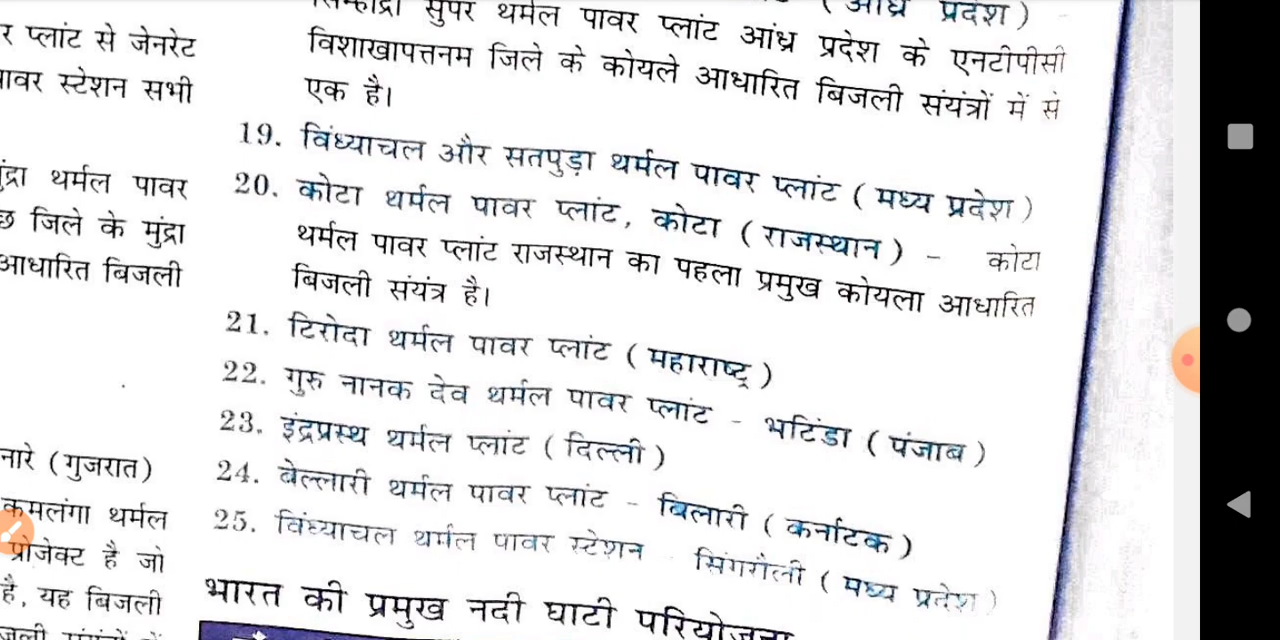 र प्लांट से जेनरेट
पावर स्टेशन सभी
मुंद्रा थर्मल पावर
छ जिले के मुंद्रा
आधारित बिजली
नारे (गुजरात)
कमलंगा थर्मल
प्रोजेक्ट है जो
है, यह बिजली
(आंध्र प्रदेश)
सिम्हाद्री सुपर थर्मल पावर प्लांट आंध्र प्रदेश के एनटीपीसी
विशाखापत्तनम जिले के कोयले आधारित बिजली संयंत्रों में से
एक है।
19. विंध्याचल और सतपुड़ा थर्मल पावर प्लांट (मध्य प्रदेश)
20. कोटा थर्मल पावर प्लांट, कोटा (राजस्थान) - कोटा
थर्मल पावर प्लांट राजस्थान का पहला प्रमुख कोयला आधारित
बिजली संयंत्र है।
21. टिरोदा थर्मल पावर प्लांट (महाराष्ट्र)
22. गुरु नानक देव थर्मल पावर प्लांट - भटिंडा (पंजाब)
23. इंद्रप्रस्थ थर्मल प्लांट (दिल्ली)
24. बेल्लारी थर्मल पावर प्लांट - बिलारी (कर्नाटक)
25. विंध्याचल थर्मल पावर स्टेशन - सिंगरौली (मध्य प्रदेश)
भारत की प्रमुख नदी घाटी परियोजना